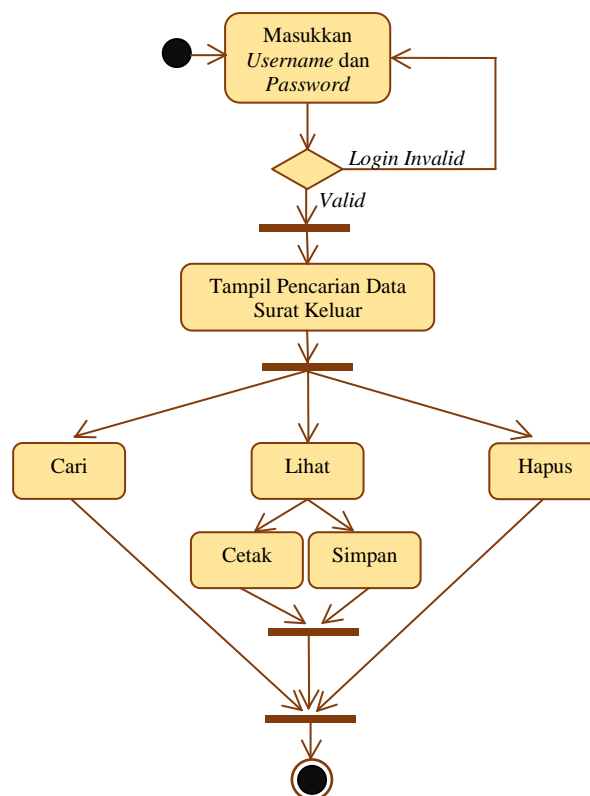 Masukkan
Username dan
Password
Login Invalid
Valid
Tampil Pencarian Data
Surat Keluar
Cari
Lihat
Hapus
Cetak
Simpan